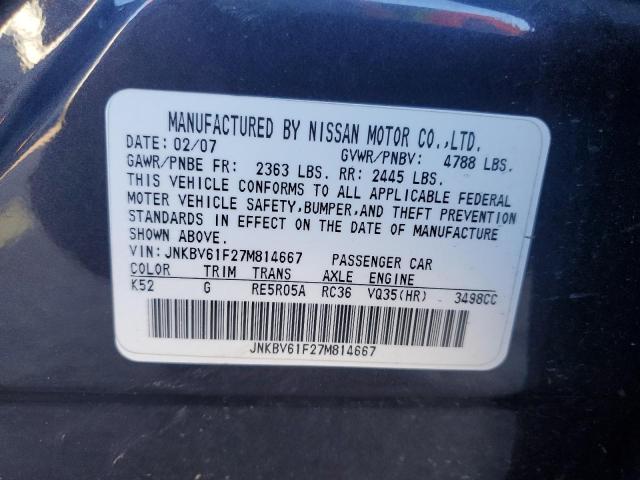 MANUFACTURED BY NISSAN MOTOR CO.,LTD.
DATE: 02/07 GVWR/PNBV: 4788 LBS.
GAWR/PNBE FR: 2363 LBS. RR: 2445 LBS.
THIS VEHICLE CONFORMS TO ALL APPLICABLE FEDERAL
MOTOR VEHICLE SAFETY,BUMPER,AND THEFT PREVENTION
STANDARDS IN EFFECT ON THE DATE OF MANUFACTURE
SHOWN ABOVE.
VIN:JNKBV61F27M814667 PASSENGER CAR
COLOR TRIM TRANS AXLE ENGINE
K52 G RE5R05A RC36 VQ35(HR) 3498CC
JNKBV61F27M814667